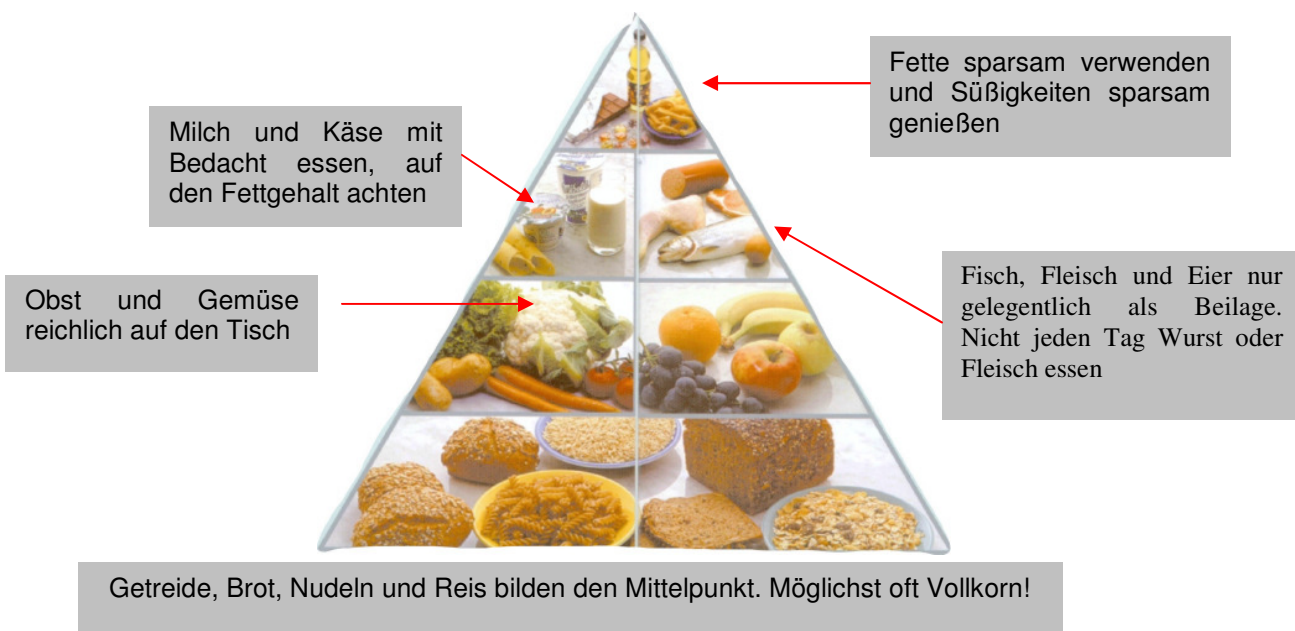 Fette sparsam verwenden
und Süßigkeiten sparsam
genießen
Milch und Käse mit
Bedacht essen, auf
den Fettgehalt achten
Fisch, Fleisch und Eier nur
gelegentlich als Beilage.
Nicht jeden Tag Wurst oder
Fleisch essen
Obst und Gemüse
reichlich auf den Tisch
Getreide, Brot, Nudeln und Reis bilden den Mittelpunkt. Möglichst oft Vollkorn!